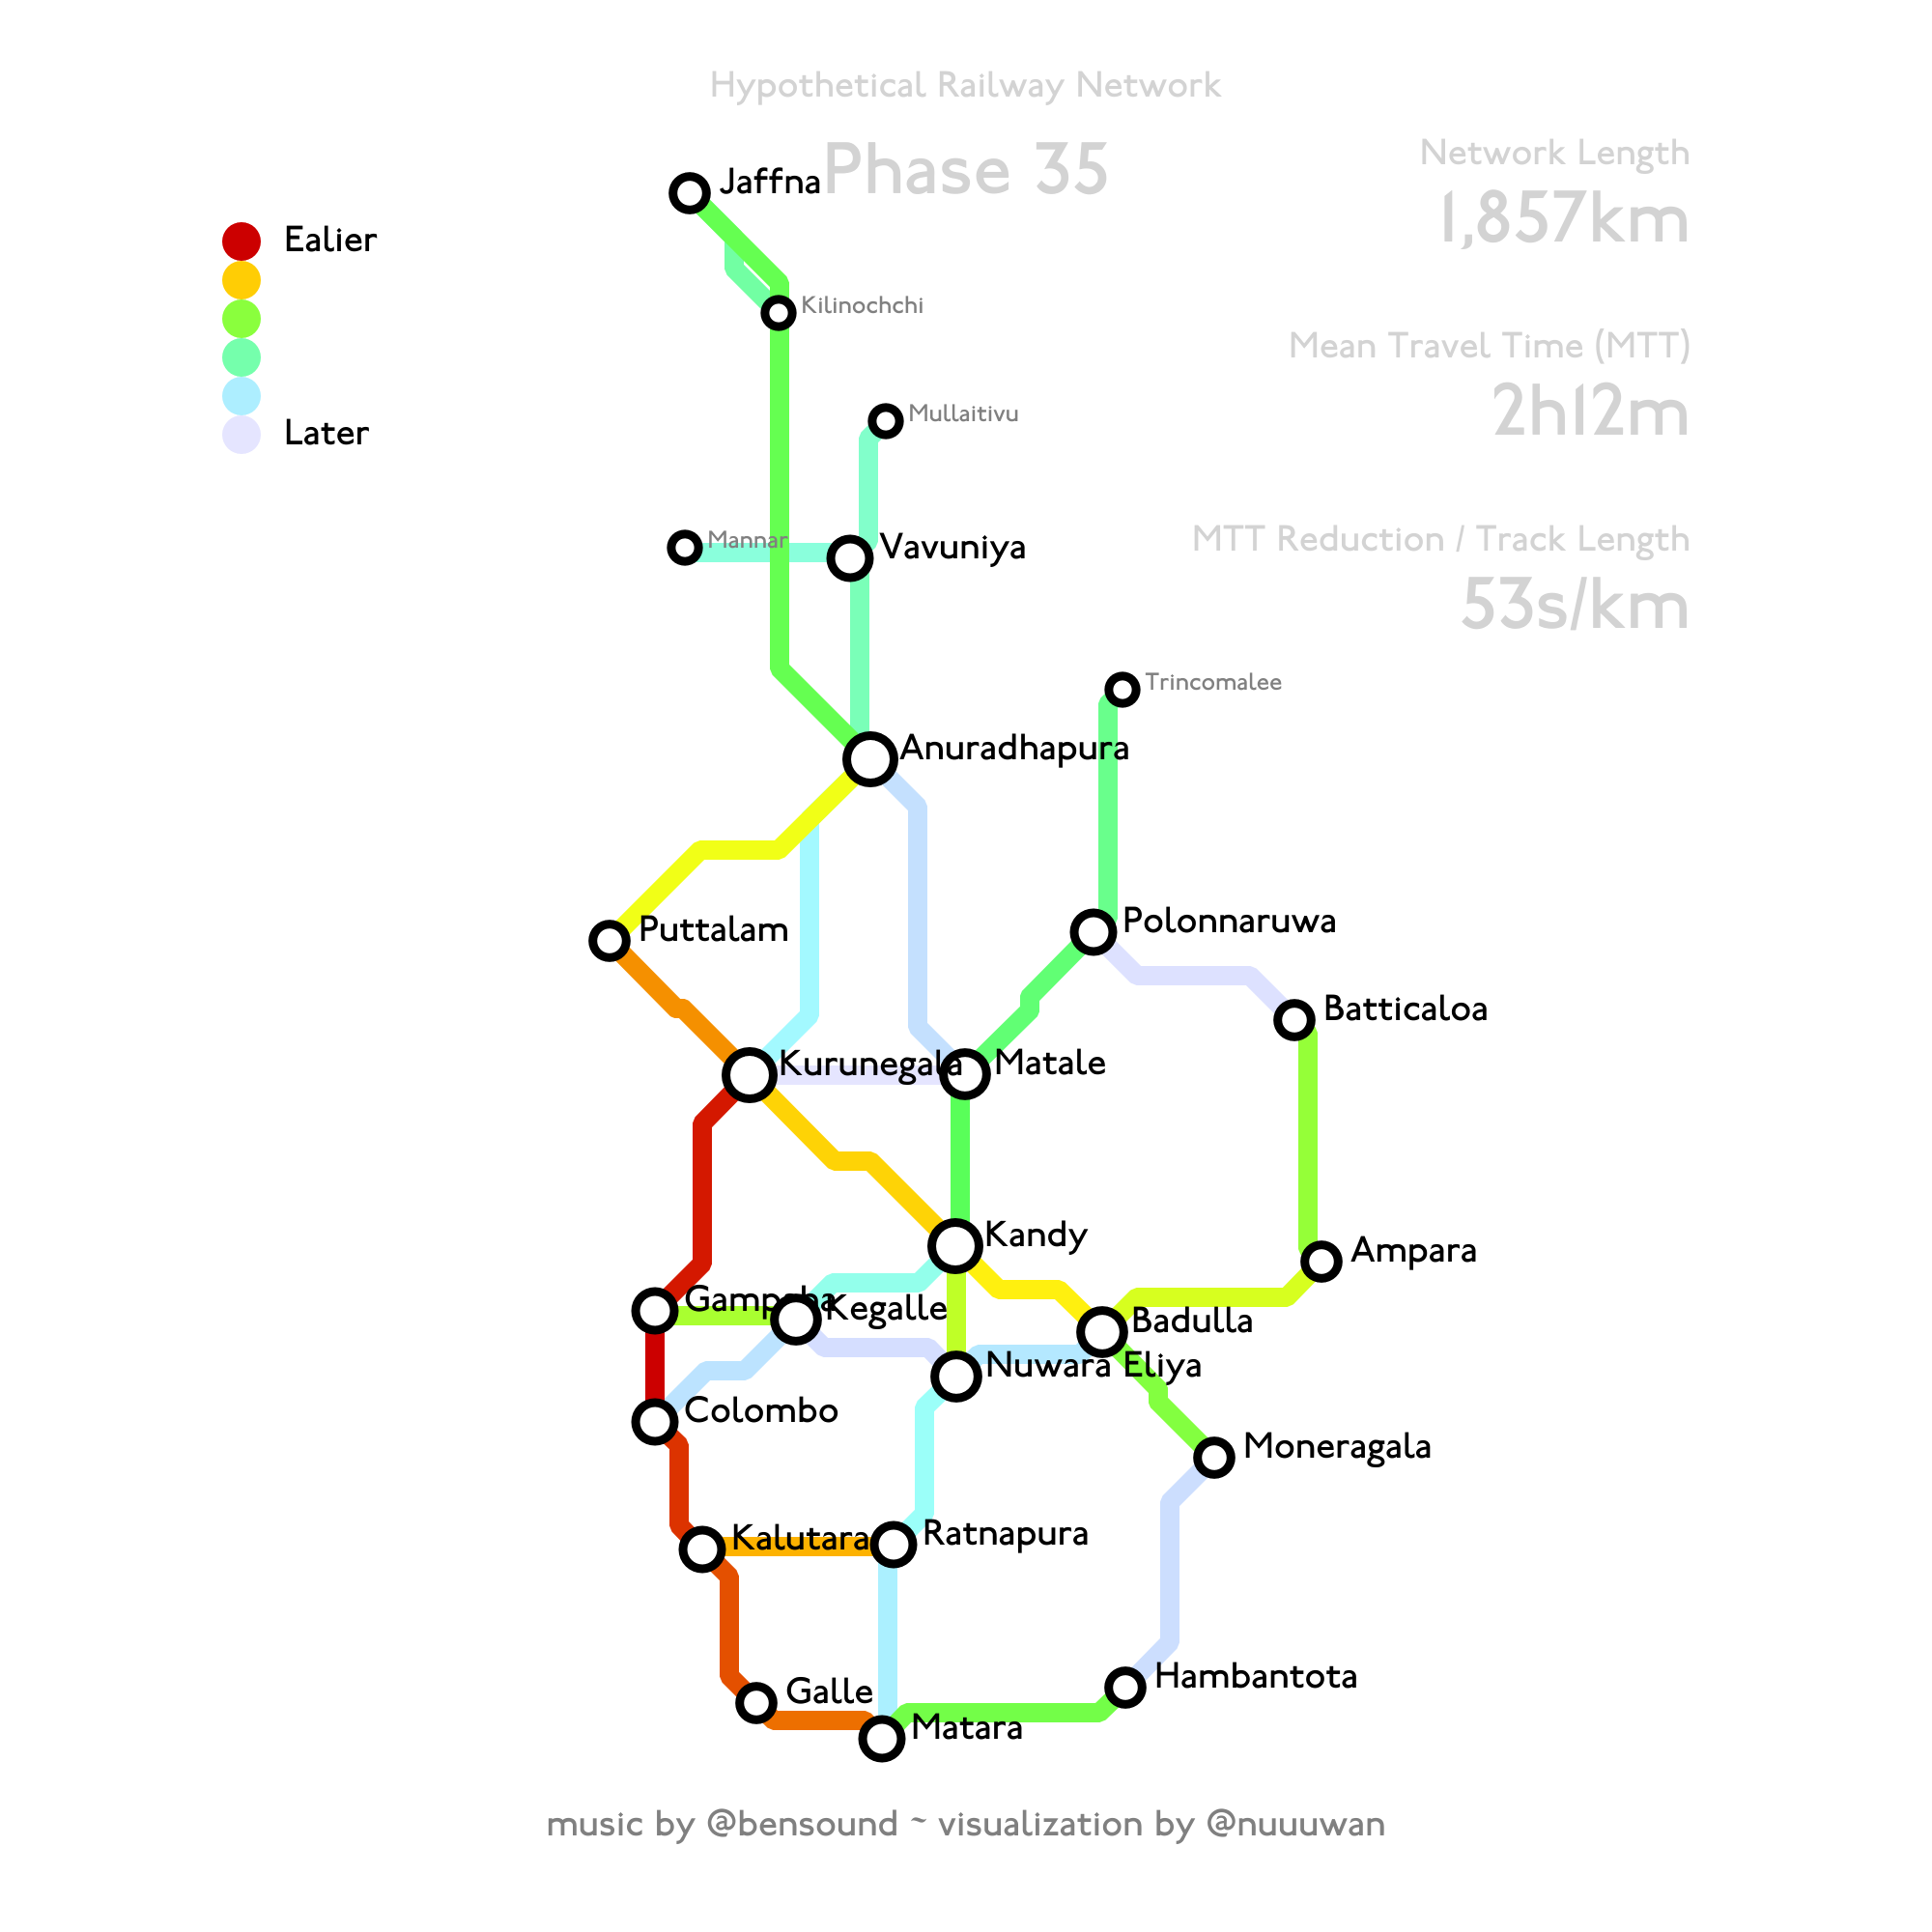 Hypothetical Railway Network
Phase 35
Network Length
1,857km
Mean Travel Time (MTT)
2h12m
MTT Reduction / Track Length
53s/km
Ealier
Later
Jaffna
Kilinochchi
Mullaitivu
Mannar
Vavuniya
Trincomalee
Anuradhapura
Puttalam
Polonnaruwa
Batticaloa
Kurunegala
Matale
Kandy
Ampara
Gampaha
Kegalle
Badulla
Nuwara Eliya
Colombo
Moneragala
Kalutara
Ratnapura
Galle
Hambantota
Matara
music by @bensound ~ visualization by @nuuuwan